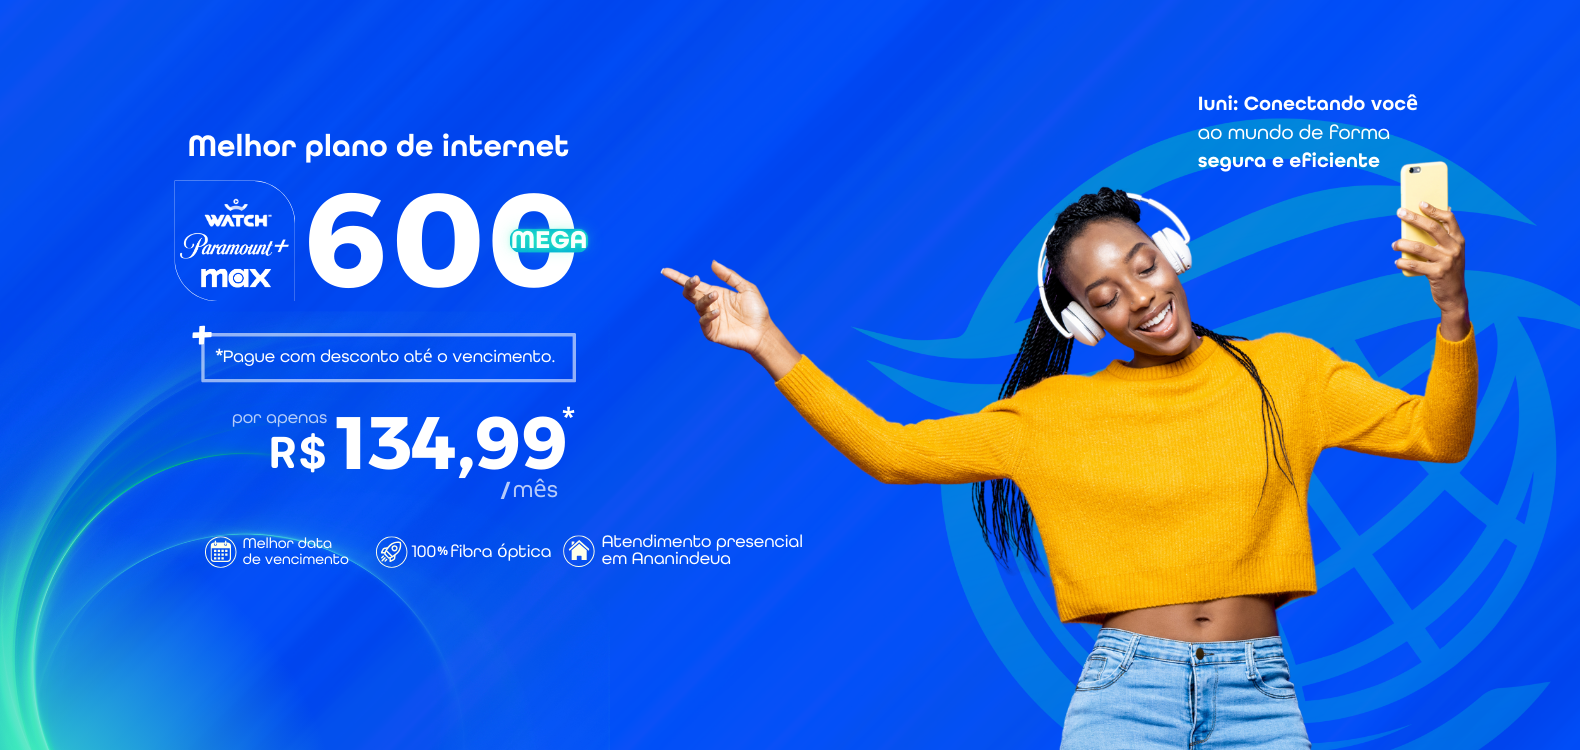 Melhor plano de internet
WATCH
Paramount+
max
600
MEGA
+
*Pague com desconto até o vencimento.
por apenas
R$ 134,99*
/mês
Melhor data
de vencimento
100% fibra óptica
Atendimento presencial
em Ananindeua
Iuni: Conectando você
ao mundo de forma
segura e eficiente